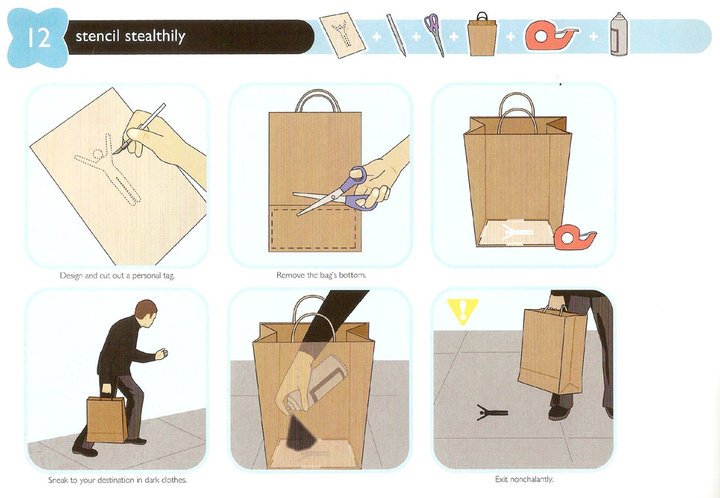 12 stencil stealthily
Design and cut out a personal tag.
Remove the bag's bottom.
Sneak to your destination in dark clothes.
Exit nonchalantly.